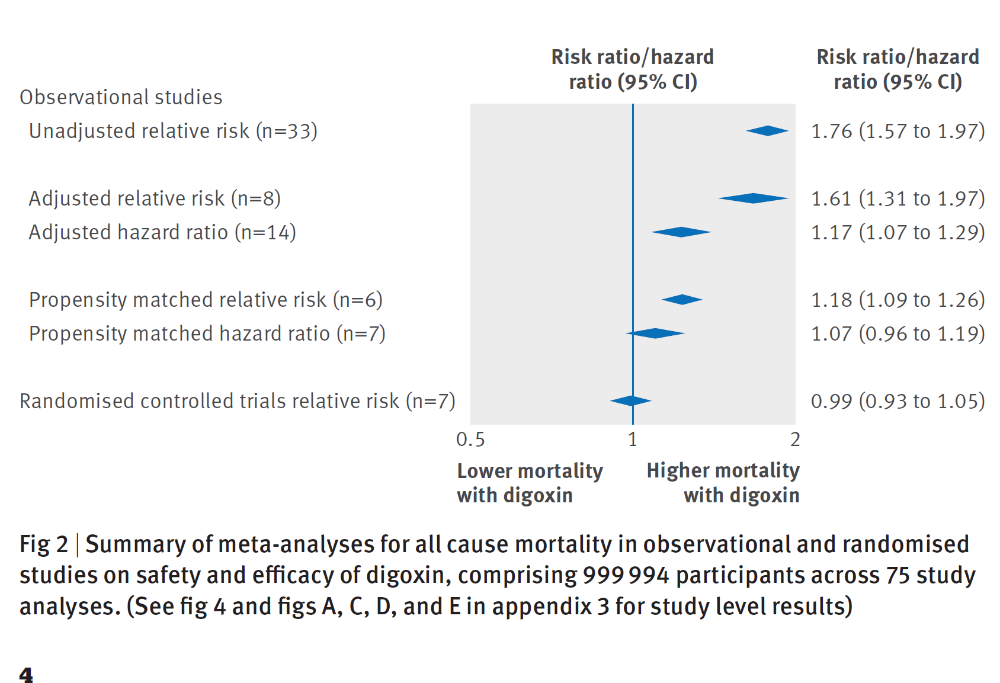 Risk ratio/hazard
ratio (95% CI)
Risk ratio/hazard
ratio (95% CI)
Observational studies
Unadjusted relative risk (n=33) 1.76 (1.57 to 1.97)
Adjusted relative risk (n=8) 1.61 (1.31 to 1.97)
Adjusted hazard ratio (n=14) 1.17 (1.07 to 1.29)
Propensity matched relative risk (n=6) 1.18 (1.09 to 1.26)
Propensity matched hazard ratio (n=7) 1.07 (0.96 to 1.19)
Randomised controlled trials relative risk (n=7) 0.99 (0.93 to 1.05)
0.5 1 2
Lower mortality
with digoxin
Higher mortality
with digoxin
Fig 2 | Summary of meta-analyses for all cause mortality in observational and randomised
studies on safety and efficacy of digoxin, comprising 999 994 participants across 75 study
analyses. (See fig 4 and figs A, C, D, and E in appendix 3 for study level results)
4